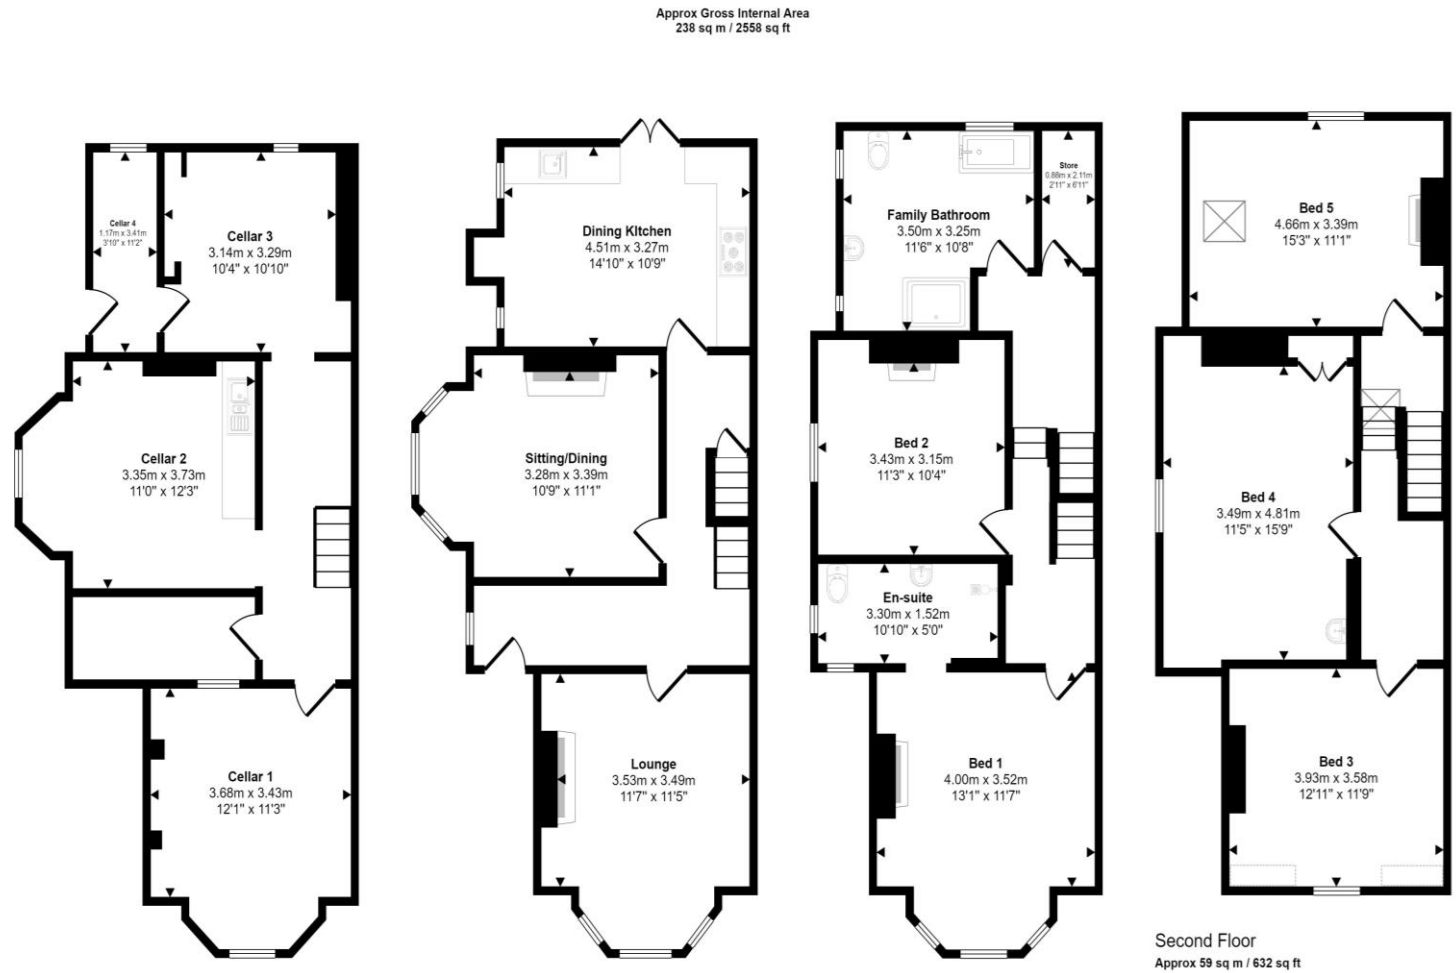 Approx Gross Internal Area
238 sq m / 2558 sq ft
Cellar 4
1.17m x 3.41m
3'10" x 11'2"
Cellar 3
3.14m x 3.29m
10'4" x 10'10"
Cellar 2
3.35m x 3.73m
11'0" x 12'3"
Cellar 1
3.68m x 3.43m
12'1" x 11'3"
Dining KItchen
4.51m x 3.27m
14'10" x 10'9"
Sitting/Dining
3.28m x 3.39m
10'9" x 11'1"
Lounge
3.53m x 3.49m
11'7" x 11'5"
Family Bathroom
3.50m x 3.25m
11'6" x 10'8"
Store
0.88m x 2.11m
2'11" x 6'11"
Bed 2
3.43m x 3.15m
11'3" x 10'4"
En-suite
3.30m x 1.52m
10'10" x 5'0"
Bed 1
4.00m x 3.52m
13'1" x 11'7"
Bed 5
4.66m x 3.39m
15'3" x 11'1"
Bed 4
3.49m x 4.81m
11'5" x 15'9"
Bed 3
3.93m x 3.58m
12'11" x 11'9"
Second Floor
Approx 59 sq m / 632 sq ft